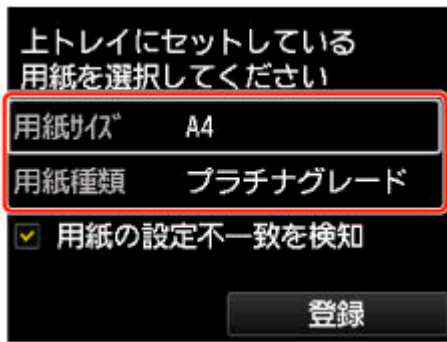 上トレイにセットしている
用紙を選択してください
用紙サイズ A4
用紙種類 プラチナグレード
用紙の設定不一致を検知
登録